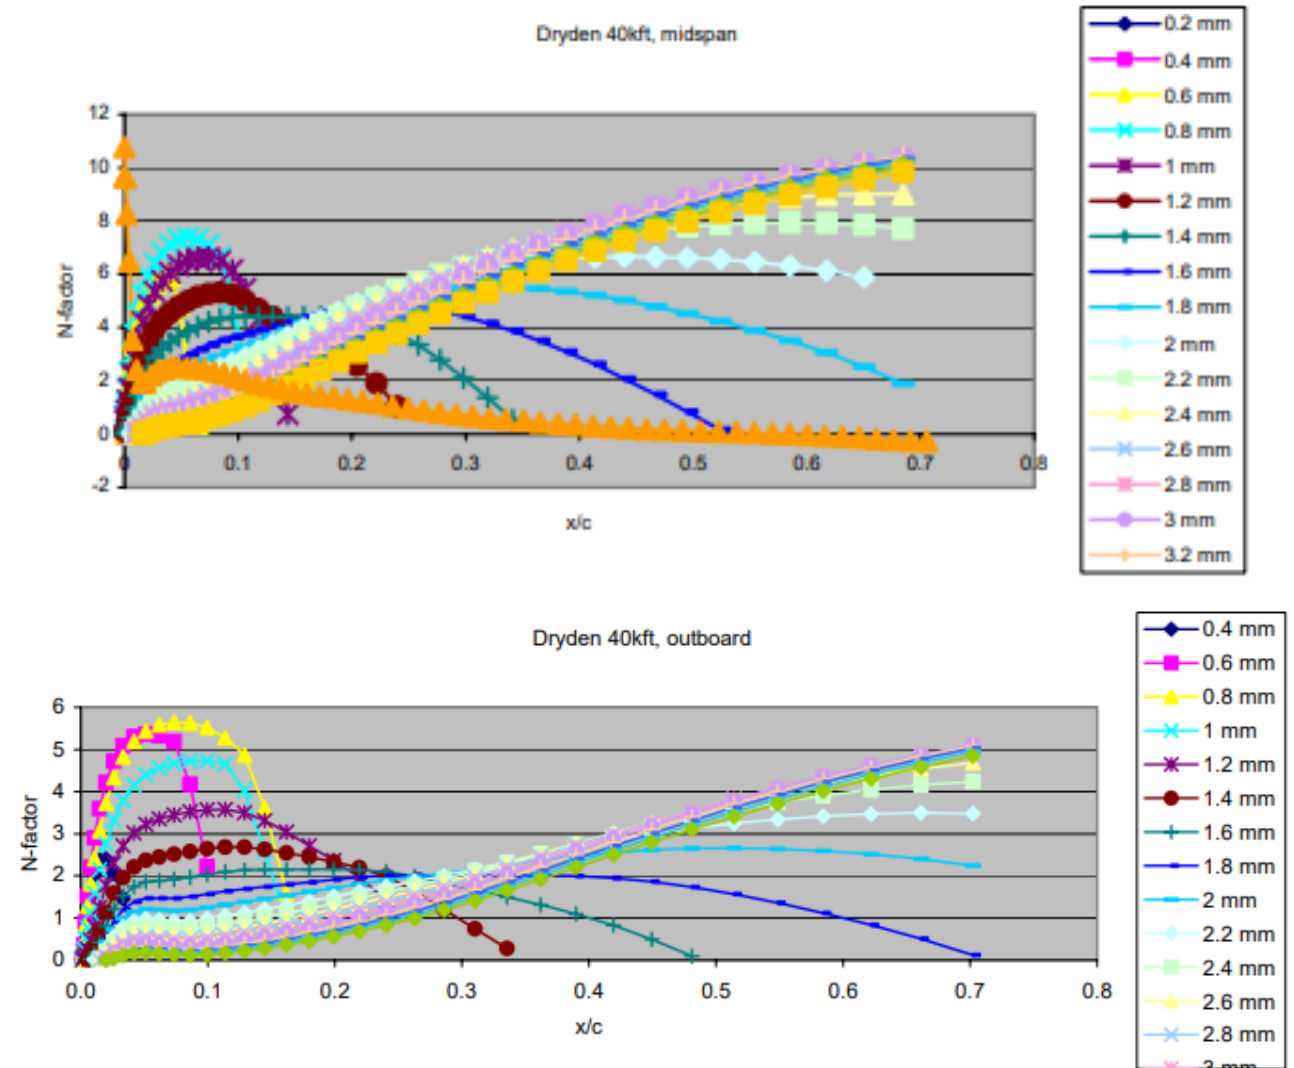 Dryden 40kft, midspan
0.2 mm
0.4 mm
0.6 mm
0.8 mm
1 mm
1.2 mm
1.4 mm
1.6 mm
1.8 mm
2 mm
2.2 mm
2.4 mm
2.6 mm
2.8 mm
3 mm
3.2 mm
12
10
8
6
4
2
0
-2
N-factor
0 0.1 0.2 0.3 0.4 0.5 0.6 0.7 0.8
x/c
Dryden 40kft, outboard
0.4 mm
0.6 mm
0.8 mm
1 mm
1.2 mm
1.4 mm
1.6 mm
1.8 mm
2 mm
2.2 mm
2.4 mm
2.6 mm
2.8 mm
3 mm
6
5
4
3
2
1
0
N-factor
0.0 0.1 0.2 0.3 0.4 0.5 0.6 0.7 0.8
x/c